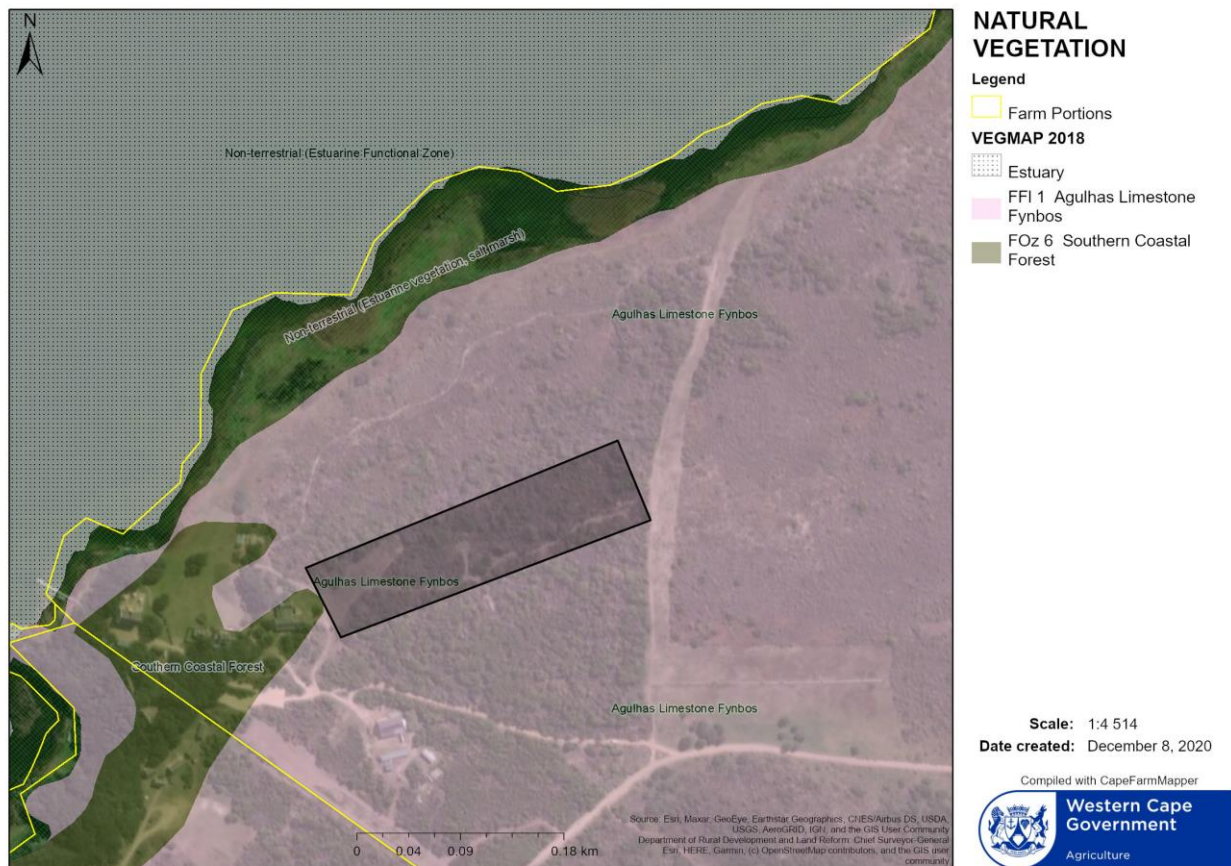 N
Non-terrestrial (Estuarine Functional Zone)
Non-terrestrial (Estuarine vegetation, salt marsh)
Agulhas Limestone Fynbos
Agulhas Limestone Fynbos
Southern Coastal Forest
Agulhas Limestone Fynbos
0 0.04 0.09 0.18 km
Source: Esri, Maxar, GeoEye, Earthstar Geographics, CNES/Airbus DS, USDA,
USGS, AeroGRID, IGN, and the GIS User Community
Department of Rural Development and Land Reform: Chief Surveyor-General
Esri, HERE, Garmin, (c) OpenStreetMap contributors, and the GIS user
community
NATURAL
VEGETATION
Legend
Farm Portions
VEGMAP 2018
Estuary
FFl 1 Agulhas Limestone
Fynbos
FOz 6 Southern Coastal
Forest
Scale: 1:4 514
Date created: December 8, 2020
Compiled with CapeFarmMapper
Western Cape
Government
Agriculture